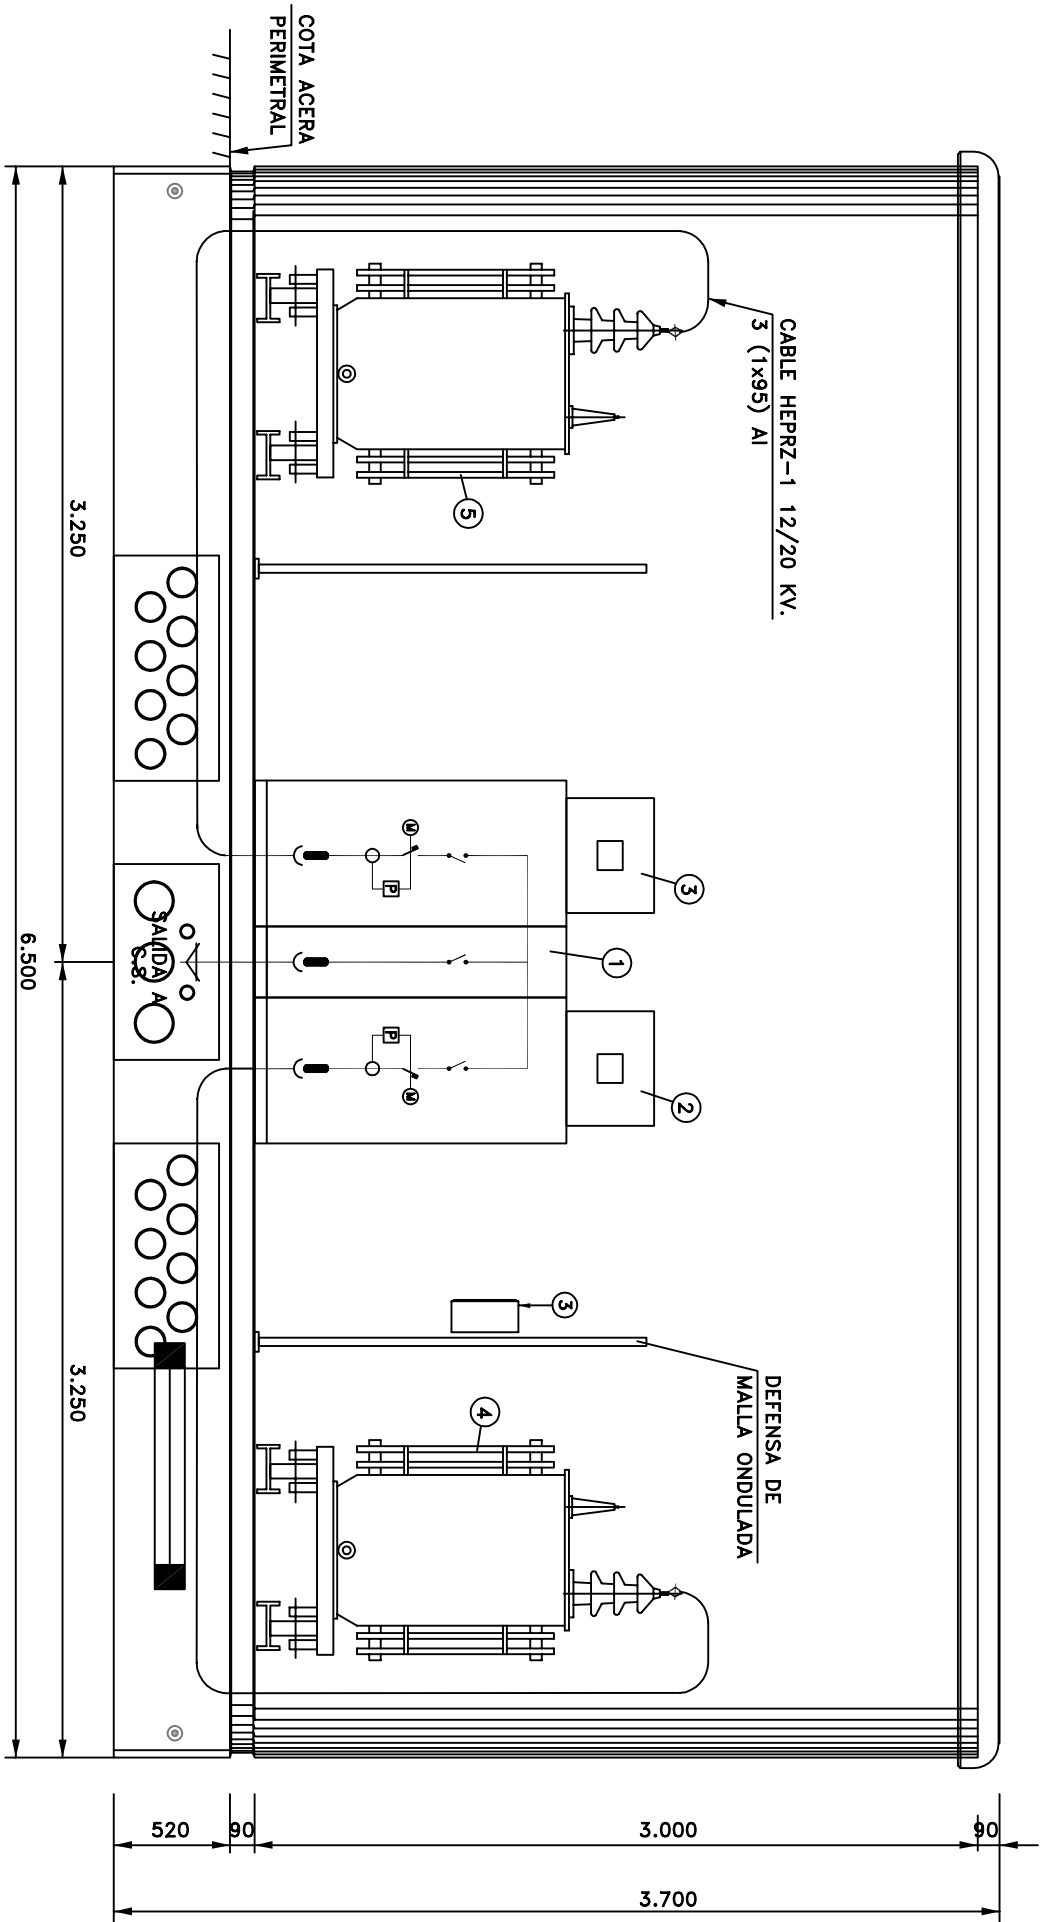 COTA ACERA
PERIMETRAL
CABLE HEPRZ-1 12/20 KV.
3 (1x95) Al
DEFENSA DE
MALLA ONDULADA
5
3
1
2
3
4
M
P
P
M
SALIDA A
C.S.
3.250
3.250
6.500
90
3.000
90
520
3.700